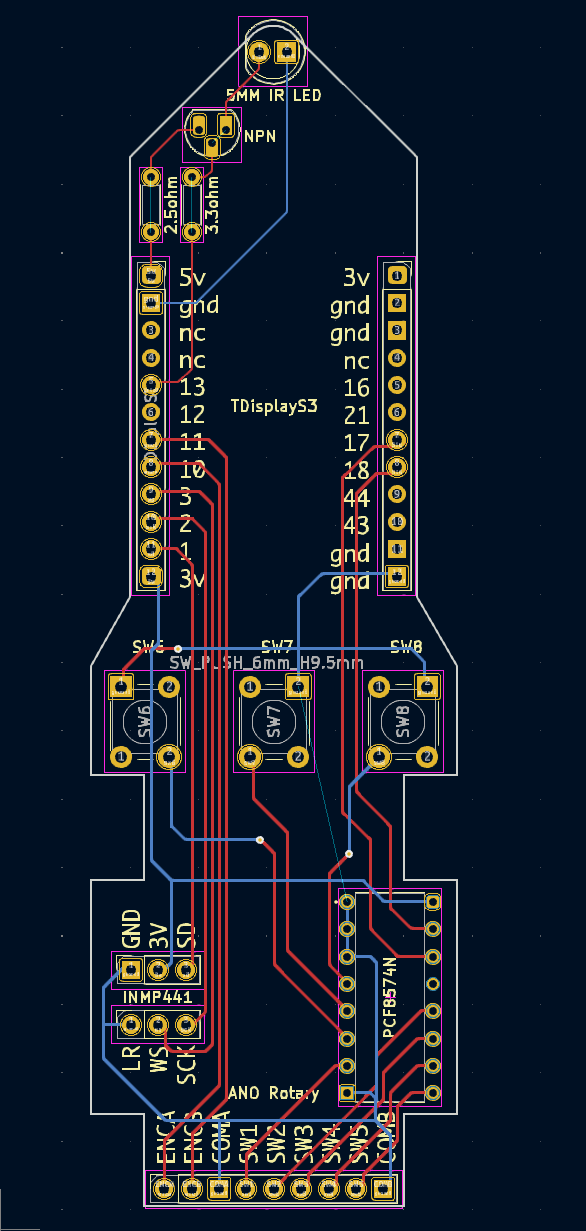 5MM IR LED
NPN
2.5ohm
3.3ohm
5v
gnd
nc
nc
13
12
11
10
3
2
1
3v
TDisplayS3
3v
gnd
gnd
nc
16
21
17
18
44
43
gnd
gnd
SW6
SW7
SW8
SW_PUSH_6mm_H9.5mm
SW6
SW7
SW8
GND
3V
SD
INMP441
LR
WS
SCK
PCF8574N
ANO Rotary
ENCA
ENCB
COMA
SW1
SW2
SW3
SW4
SW5
COMB